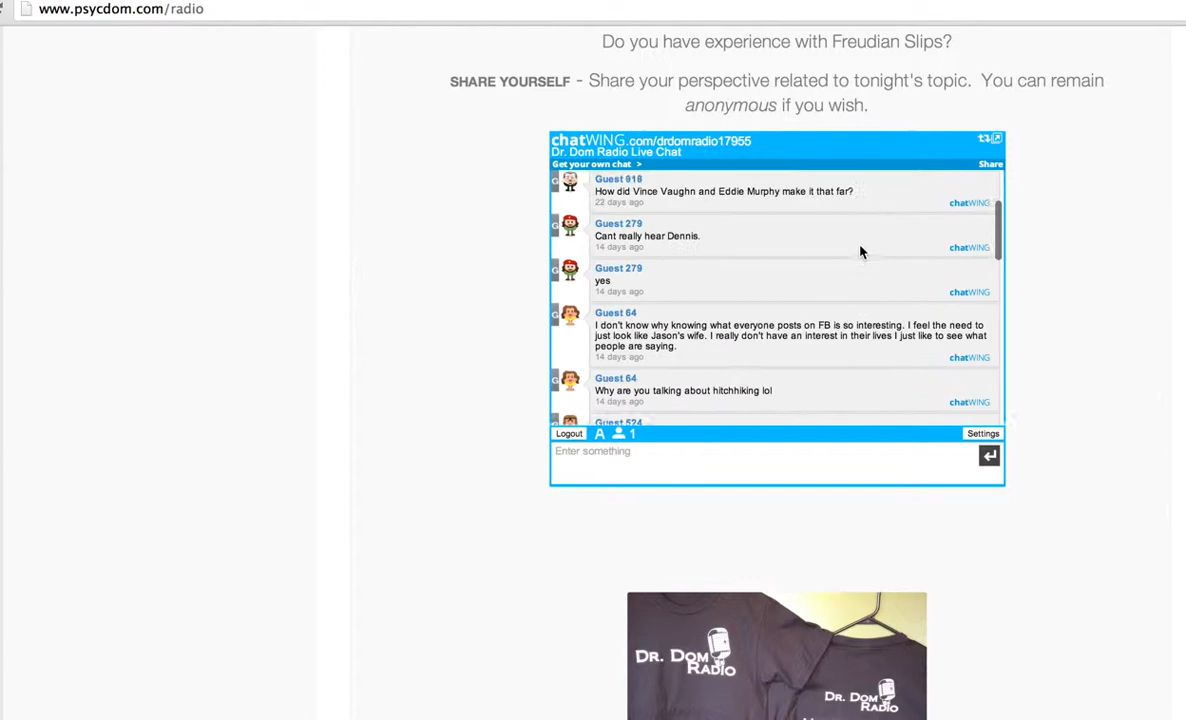 www.psycdom.com/radio
Do you have experience with Freudian Slips?
SHARE YOURSELF - Share your perspective related to tonight's topic. You can remain
anonymous if you wish.
chatWING.com/drdomradio17955
Dr. Dom Radio Live Chat
Get your own chat > Share
G Guest 918
How did Vince Vaughn and Eddie Murphy make it that far?
22 days ago chatWING
G Guest 279
Cant really hear Dennis.
14 days ago chatWING
G Guest 279
yes
14 days ago chatWING
G Guest 64
I don't know why knowing what everyone posts on FB is so interesting. I feel the need to
just look like Jason's wife. I really don't have an interest in their lives I just like to see what
people are saying.
14 days ago chatWING
G Guest 64
Why are you talking about hitchhiking lol
14 days ago chatWING
Guest 524
Logout A 1 Settings
Enter something
DR. DOM
RADIO
DR. DOM
RADIO